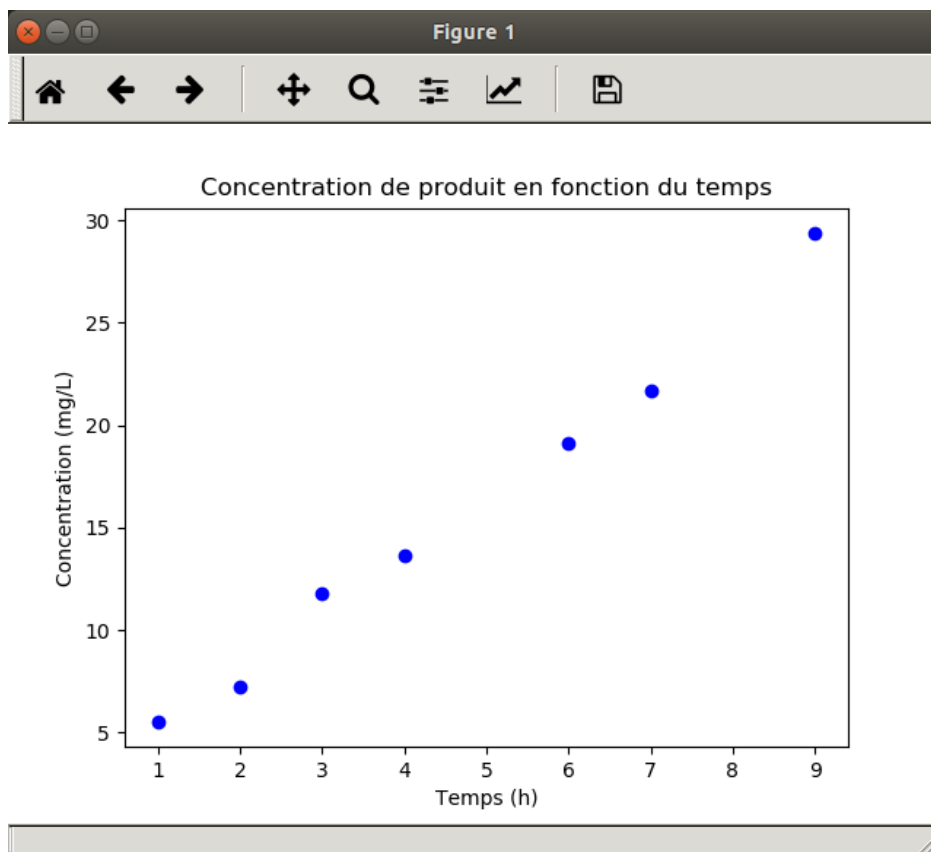 Figure 1
Concentration de produit en fonction du temps
30
25
20
15
10
5
Concentration (mg/L)
1 2 3 4 5 6 7 8 9
Temps (h)